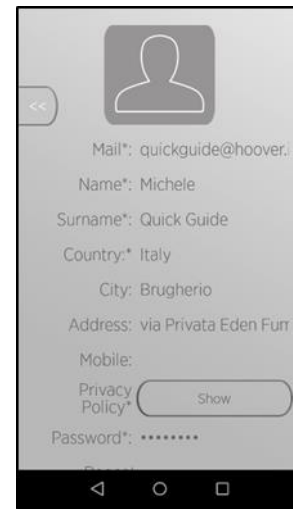 <<
Mail*: quickguide@hoover.
Name*: Michele
Surname*: Quick Guide
Country:* Italy
City: Brugherio
Address: via Privata Eden Fum
Mobile:
Privacy
Policy*
Show
Password*: ••••••••